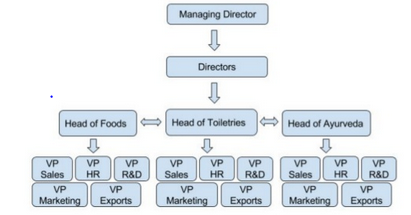 Managing Director
Directors
Head of Foods
Head of Toiletries
Head of Ayurveda
VP
Sales
VP
HR
VP
R&D
VP
Marketing
VP
Exports
VP
Sales
VP
HR
VP
R&D
VP
Marketing
VP
Exports
VP
Sales
VP
HR
VP
R&D
VP
Marketing
VP
Exports